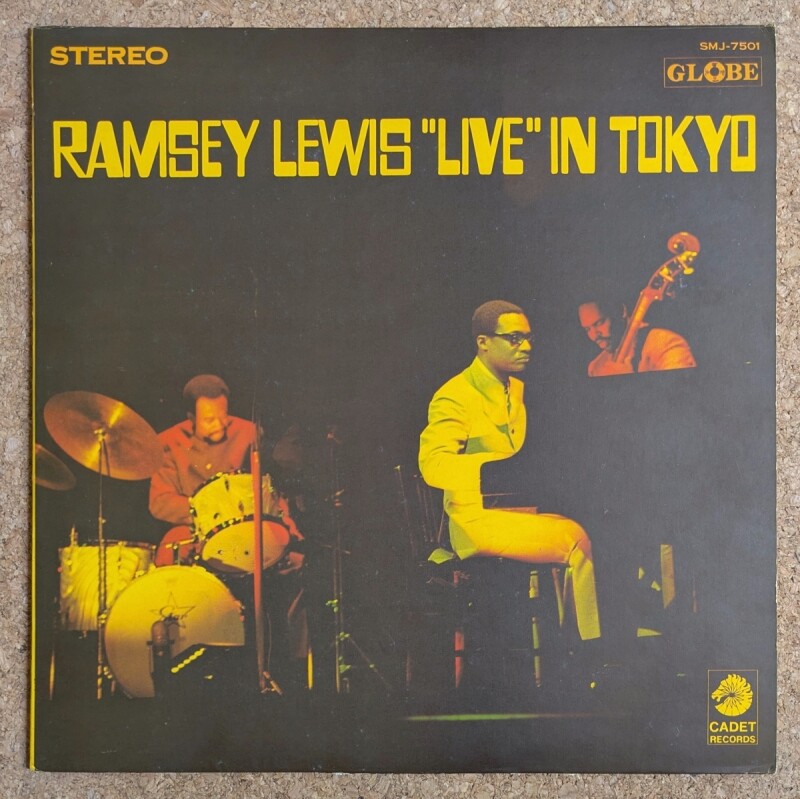 STEREO
SMJ-7501
GLOBE
RAMSEY LEWIS "LIVE" IN TOKYO
CADET
RECORDS